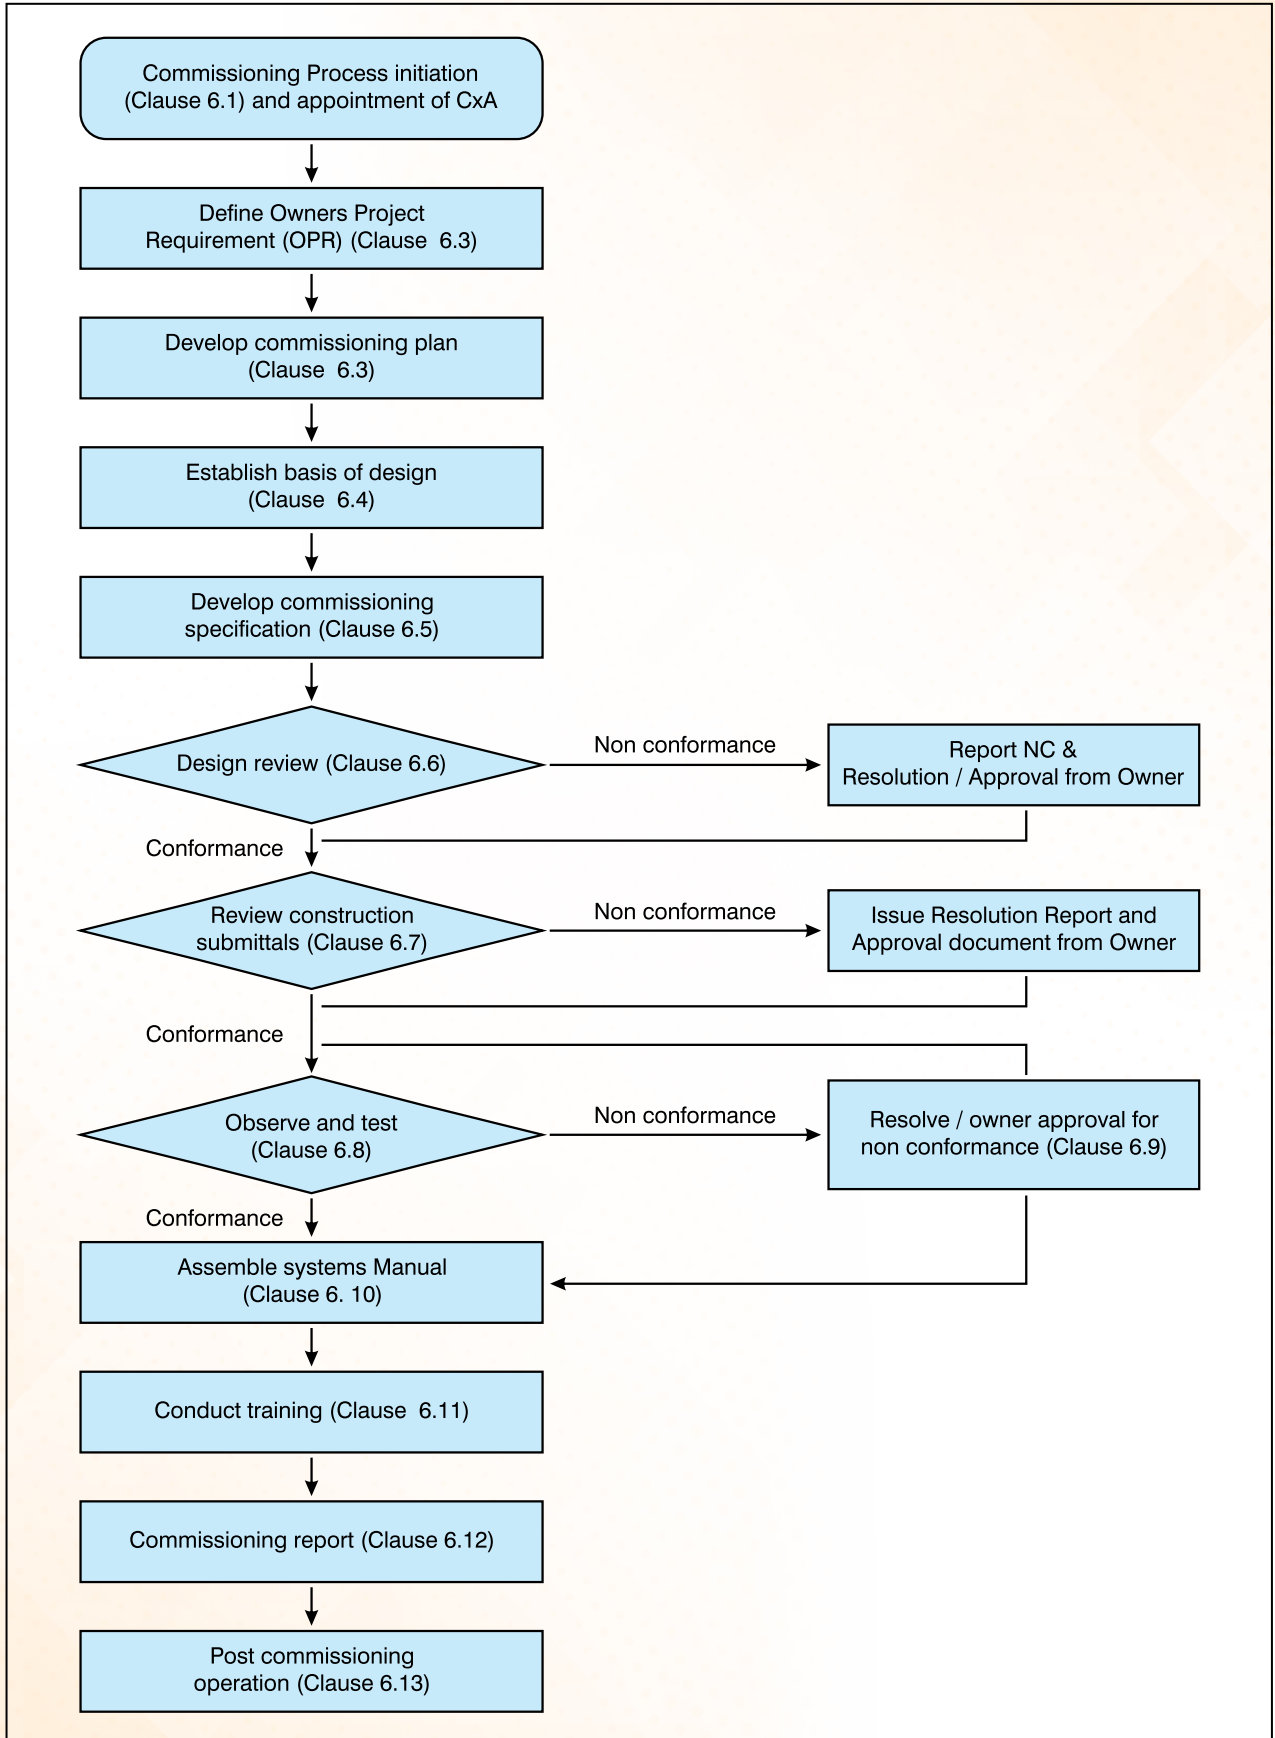 Commissioning Process initiation
(Clause 6.1) and appointment of CxA
Define Owners Project
Requirement (OPR) (Clause 6.3)
Develop commissioning plan
(Clause 6.3)
Establish basis of design
(Clause 6.4)
Develop commissioning
specification (Clause 6.5)
Design review (Clause 6.6)
Non conformance
Report NC &
Resolution / Approval from Owner
Conformance
Review construction
submittals (Clause 6.7)
Non conformance
Issue Resolution Report and
Approval document from Owner
Conformance
Observe and test
(Clause 6.8)
Non conformance
Resolve / owner approval for
non conformance (Clause 6.9)
Conformance
Assemble systems Manual
(Clause 6. 10)
Conduct training (Clause 6.11)
Commissioning report (Clause 6.12)
Post commissioning
operation (Clause 6.13)